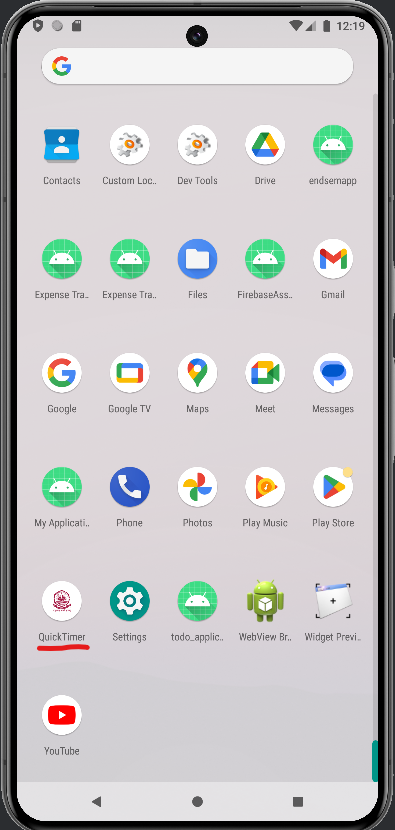 12:19
Contacts Custom Loc.. Dev Tools Drive endsemapp
Expense Tra.. Expense Tra.. Files FirebaseAss.. Gmail
Google Google TV Maps Meet Messages
My Applicati.. Phone Photos Play Music Play Store
QuickTimer Settings todo_applic.. WebView Br.. Widget Previ..
YouTube